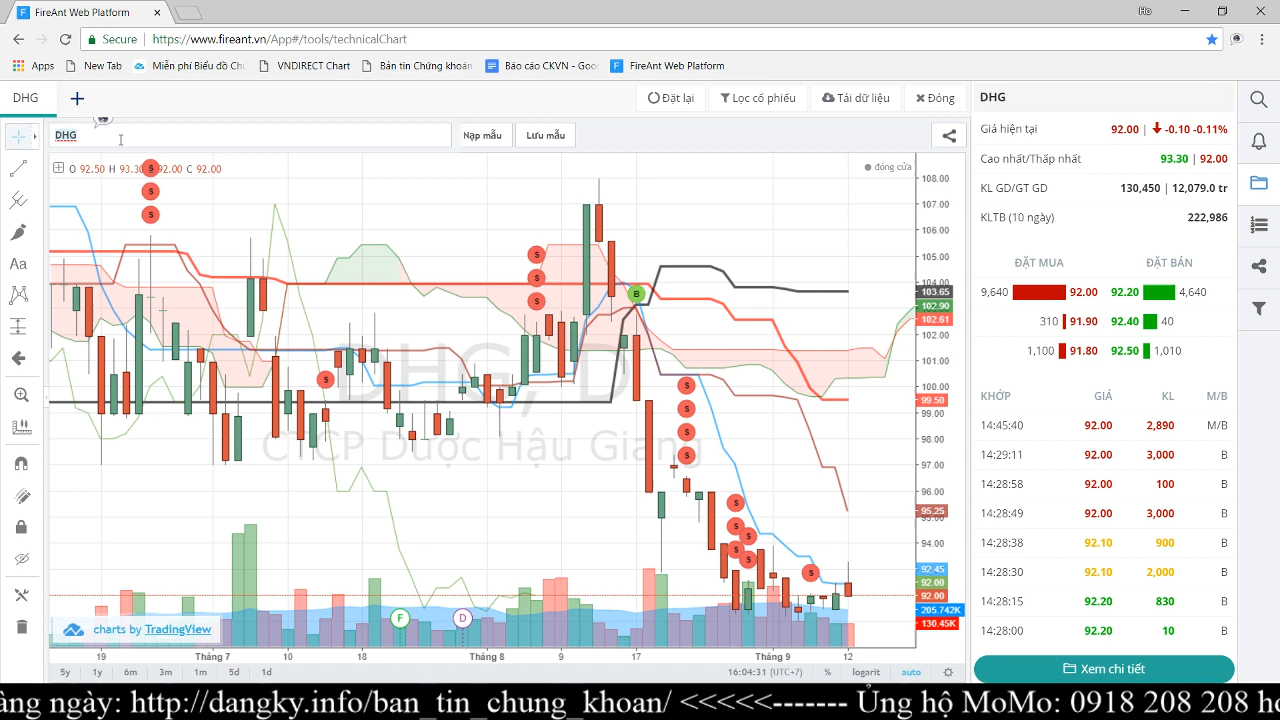 FireAnt Web Platform
Secure https://www.fireant.vn/App#/tools/technicalChart
Apps New Tab Miễn phí Biểu đồ Chu VNDIRECT Chart Bản tin Chứng khoán Báo cáo CKVN - Goo FireAnt Web Platform
DHG
Đặt lại Lọc cổ phiếu Tải dữ liệu Đóng
DHG
Nạp mẫu Lưu mẫu
O 92.50 H 93.30 92.00 C 92.00
đóng cửa
S
S
S
S
S
S
S
B
S
S
S
S
S
S
S
S
S
S
F
D
DHG, D
CTCP Dược Hậu Giang
Aa
108.00
107.00
106.00
105.00
104.00
103.65
102.90
102.61
102.00
101.00
100.00
99.50
99.00
98.00
97.00
96.00
95.25
95.00
94.00
92.45
92.00
92.00
205.742K
130.45K
charts by TradingView
19 Tháng 7 10 18 Tháng 8 9 17 Tháng 9 12
5y 1y 6m 3m 1m 5d 1d 16:04:31 (UTC+7) % logarit auto
DHG
Giá hiện tại 92.00 | -0.10 -0.11%
Cao nhất/Thấp nhất 93.30 | 92.00
KL GD/GT GD 130,450 | 12,079.0 tr
KLTB (10 ngày) 222,986
ĐẶT MUA ĐẶT BÁN
9,640 92.00 92.20 4,640
310 91.90 92.40 40
1,100 91.80 92.50 1,010
KHỚP GIÁ KL M/B
14:45:40 92.00 2,890 M/B
14:29:11 92.00 3,000 B
14:28:58 92.00 100 B
14:28:49 92.00 3,000 B
14:28:38 92.10 900 B
14:28:30 92.10 2,000 B
14:28:15 92.20 830 B
14:28:00 92.20 10 B
Xem chi tiết
àng ngày: http://dangky.info/ban_tin_chung_khoan/ <<<<<------- Ủng hộ MoMo: 0918 208 208 ho